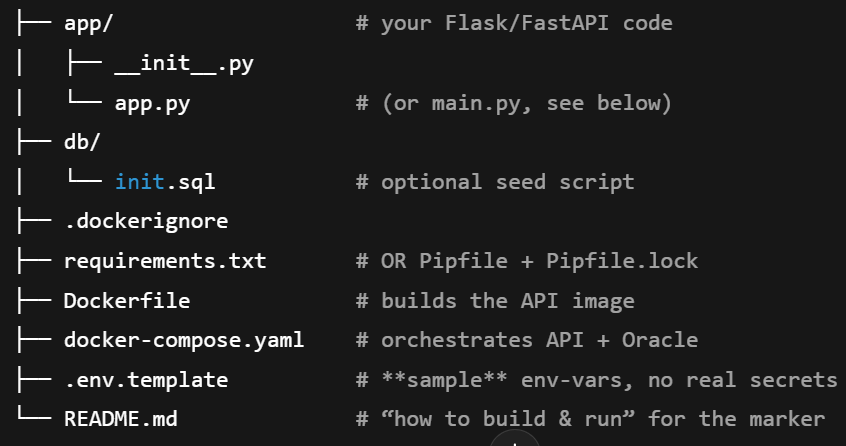 ├── app/                   # your Flask/FastAPI code
│   ├── __init__.py
│   └── app.py             # (or main.py, see below)
├── db/
│   └── init.sql           # optional seed script
├── .dockerignore
├── requirements.txt       # OR Pipfile + Pipfile.lock
├── Dockerfile             # builds the API image
├── docker-compose.yaml    # orchestrates API + Oracle
├── .env.template          # **sample** env-vars, no real secrets
└── README.md              # “how to build & run” for the marker